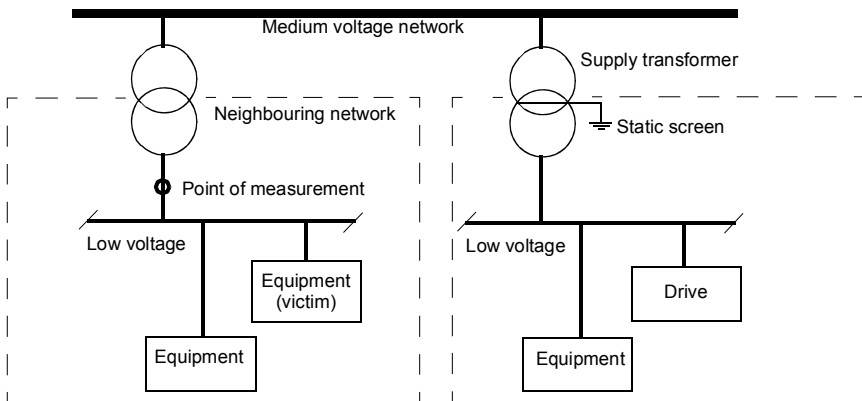 Medium voltage network
Supply transformer
Neighbouring network
Static screen
Point of measurement
Low voltage
Low voltage
Equipment
(victim)
Drive
Equipment
Equipment